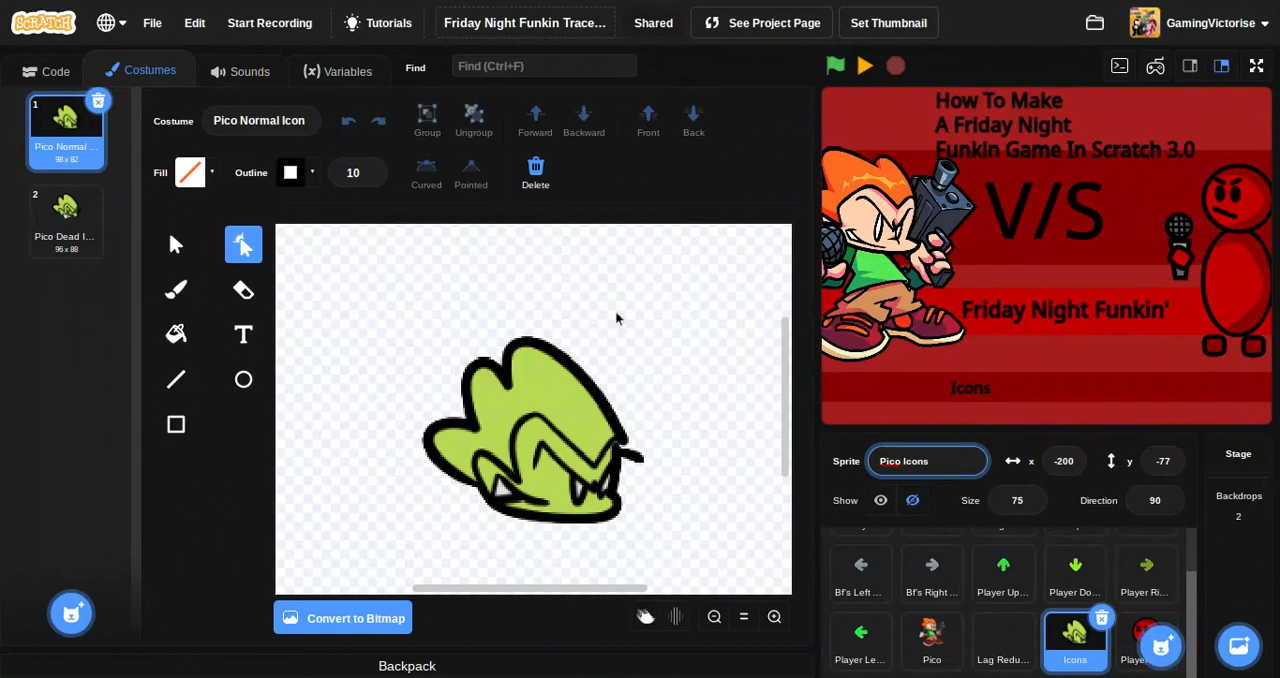 SCRATCH
File
Edit
Start Recording
Tutorials
Friday Night Funkin Trace...
Shared
See Project Page
Set Thumbnail
GamingVictorise
Code
Costumes
Sounds
(x) Variables
Find
Find (Ctrl+F)
1
Pico Normal ...
98 x 82
2
Pico Dead I...
96 x 88
Costume
Pico Normal Icon
Group
Ungroup
Forward
Backward
Front
Back
Fill
Outline
10
Curved
Pointed
Delete
T
Convert to Bitmap
Backpack
How To Make
A Friday Night
Funkin Game In Scratch 3.0
V/S
Friday Night Funkin'
Icons
Sprite
Pico Icons
x
-200
y
-77
Show
Size
75
Direction
90
Stage
Backdrops
2
Bf's Left ...
Bf's Right ...
Player Up...
Player Do...
Player Ri...
Player Le...
Pico
Lag Redu...
Icons